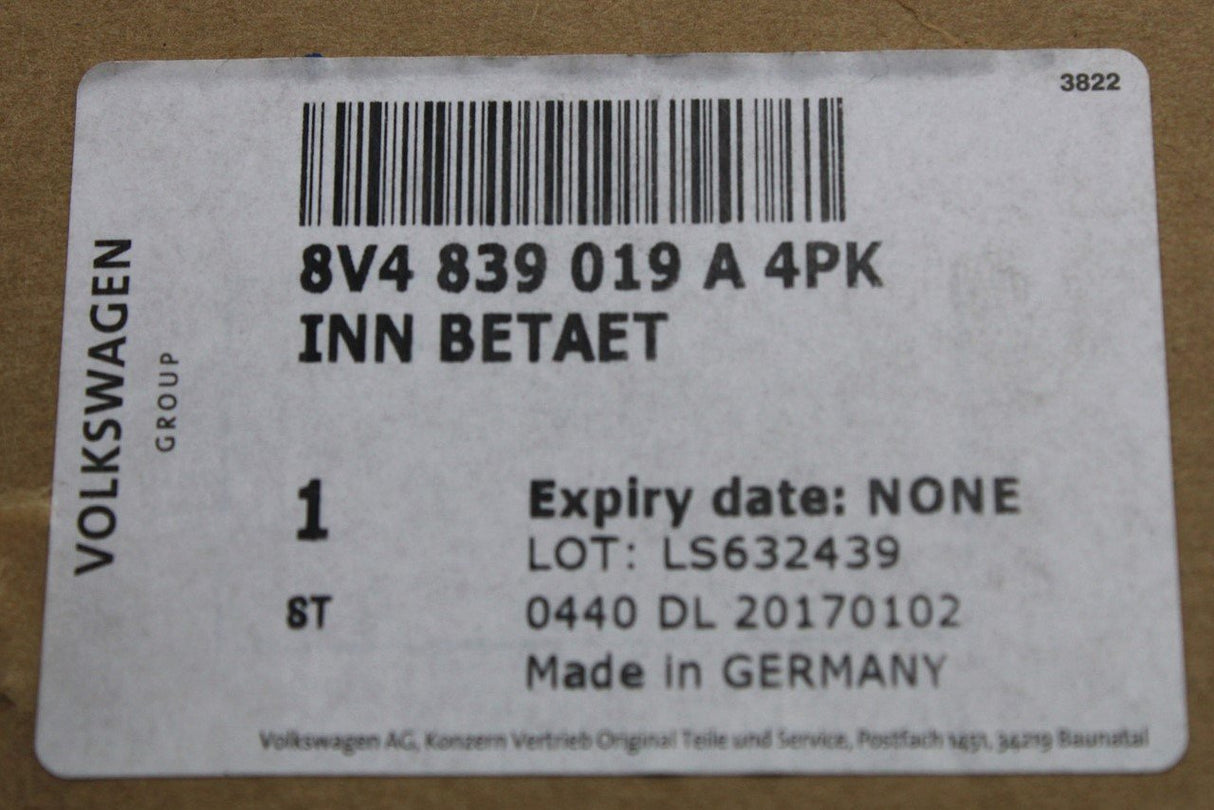 3822
8V4 839 019 A 4PK
INN BETAET
VOLKSWAGEN
GROUP
1
Expiry date: NONE
LOT: LS632439
ST
0440 DL 20170102
Made in GERMANY
Volkswagen AG, Konzern Vertrieb Original Teile und Service, Postfach 1451, 34219 Baunatal